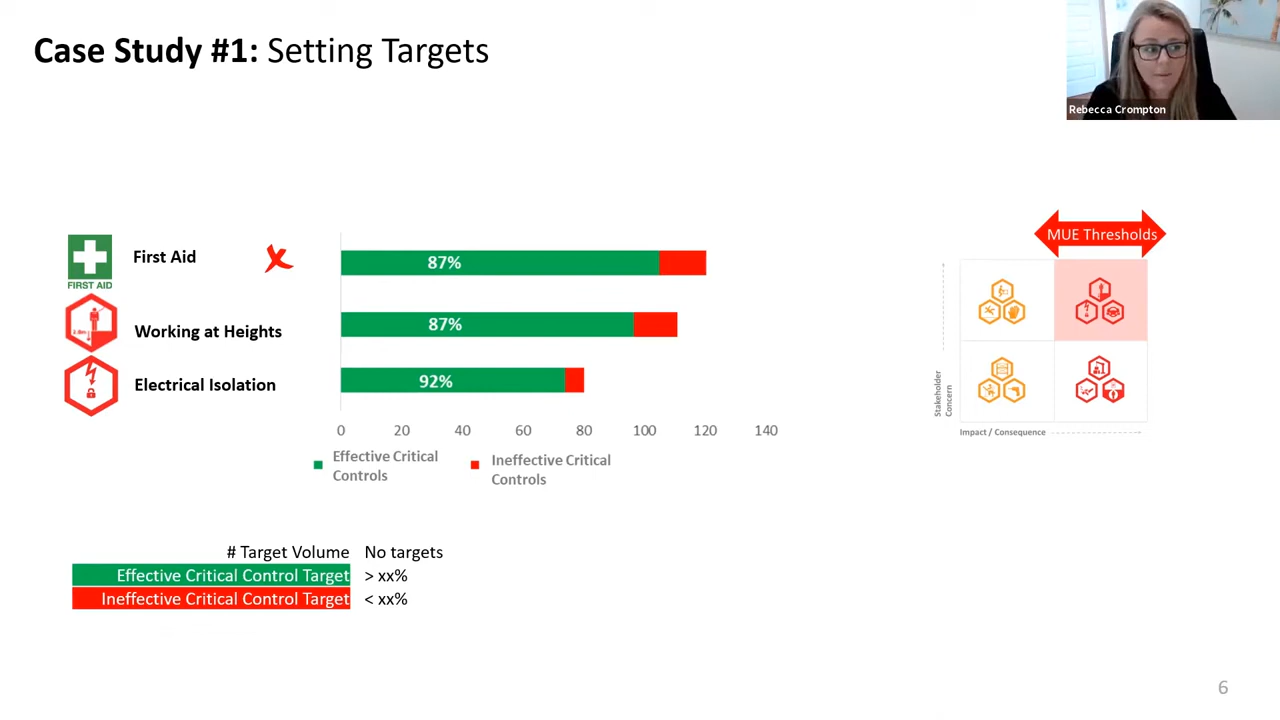 Case Study #1: Setting Targets
Rebecca Crompton
First Aid
FIRST AID
Working at Heights
Electrical Isolation
87%
87%
92%
0 20 40 60 80 100 120 140
Effective Critical
Controls
Ineffective Critical
Controls
MUE Thresholds
Stakeholder
Concern
Impact / Consequence
# Target Volume No targets
Effective Critical Control Target > xx%
Ineffective Critical Control Target < xx%
6